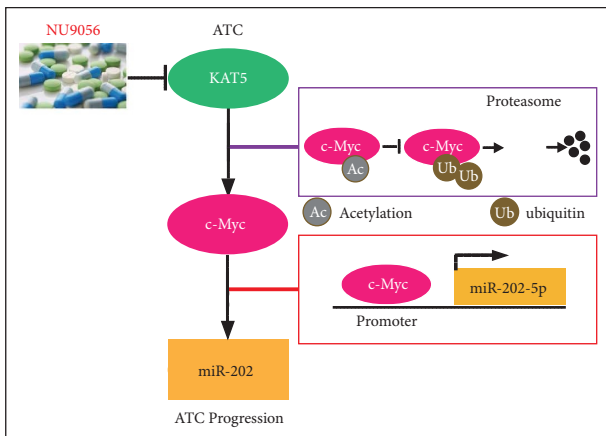 NU9056
ATC
KAT5
Proteasome
c-Myc
c-Myc
Ac
Ub
Ub
Ac
Acetylation
Ub
ubiquitin
c-Myc
c-Myc
miR-202-5p
Promoter
miR-202
ATC Progression